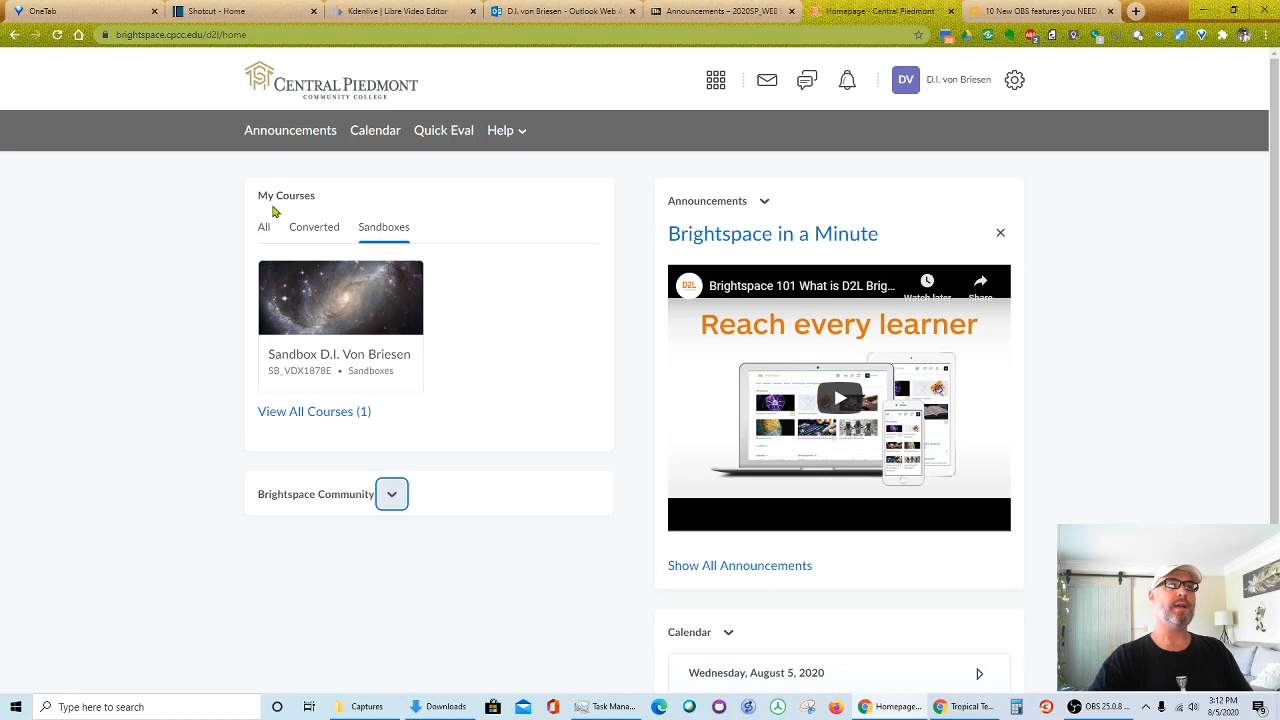 OneTab
Shotcut - Home
Kdenlive | Libre Video Editor
D.I. von Briesen - Outlook Web A
Announcements – 2020SP_WEB
Homepage - Central Piedmont
10 New OBS features you NEED
brightspace.cpcc.edu/d2l/home
CENTRAL PIEDMONT
COMMUNITY COLLEGE
DV
D.I. von Briesen
Announcements
Calendar
Quick Eval
Help
My Courses
All
Converted
Sandboxes
Sandbox D.I. Von Briesen
SB_VDX1878E • Sandboxes
View All Courses (1)
Brightspace Community
Announcements
Brightspace in a Minute
D2L
Brightspace 101 What is D2L Brig...
Watch later
Share
Reach every learner
Show All Announcements
Calendar
Wednesday, August 5, 2020
Type here to search
Captures
Downloads
Task Mana...
Homepage...
Tropical Te...
OBS 25.0.8 ...
3:12 PM
8/5/2020